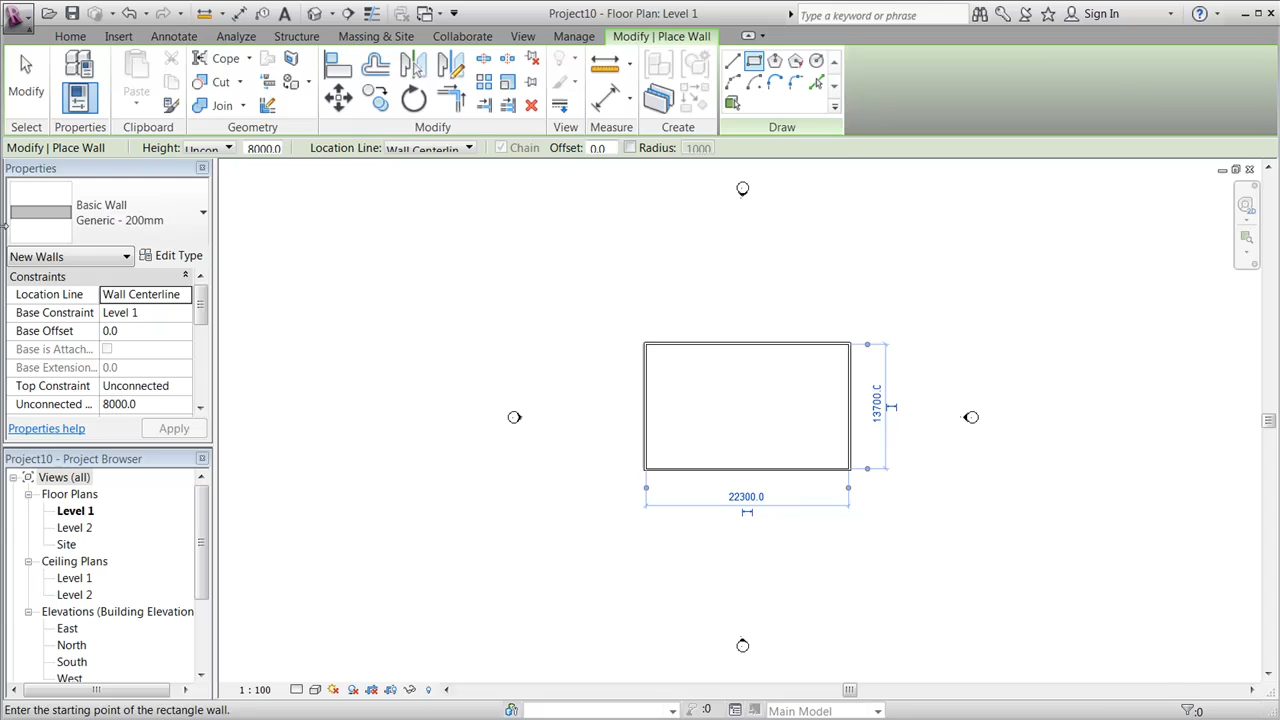 Project10 - Floor Plan: Level 1
Type a keyword or phrase
Sign In
Home Insert Annotate Analyze Structure Massing & Site Collaborate View Manage Modify | Place Wall
Modify
Paste
Cope
Cut
Join
Select Properties Clipboard Geometry Modify View Measure Create Draw
Modify | Place Wall Height: Uncon 8000.0 Location Line: Wall Centerlin Chain Offset: 0.0 Radius: 1000
Properties
Basic Wall
Generic - 200mm
New Walls Edit Type
Constraints
Location Line Wall Centerline
Base Constraint Level 1
Base Offset 0.0
Base is Attach...
Base Extension... 0.0
Top Constraint Unconnected
Unconnected ... 8000.0
Properties help Apply
Project10 - Project Browser
Views (all)
Floor Plans
Level 1
Level 2
Site
Ceiling Plans
Level 1
Level 2
Elevations (Building Elevation
East
North
South
West
13700.0
22300.0
1 : 100
Enter the starting point of the rectangle wall.
:0
Main Model
:0